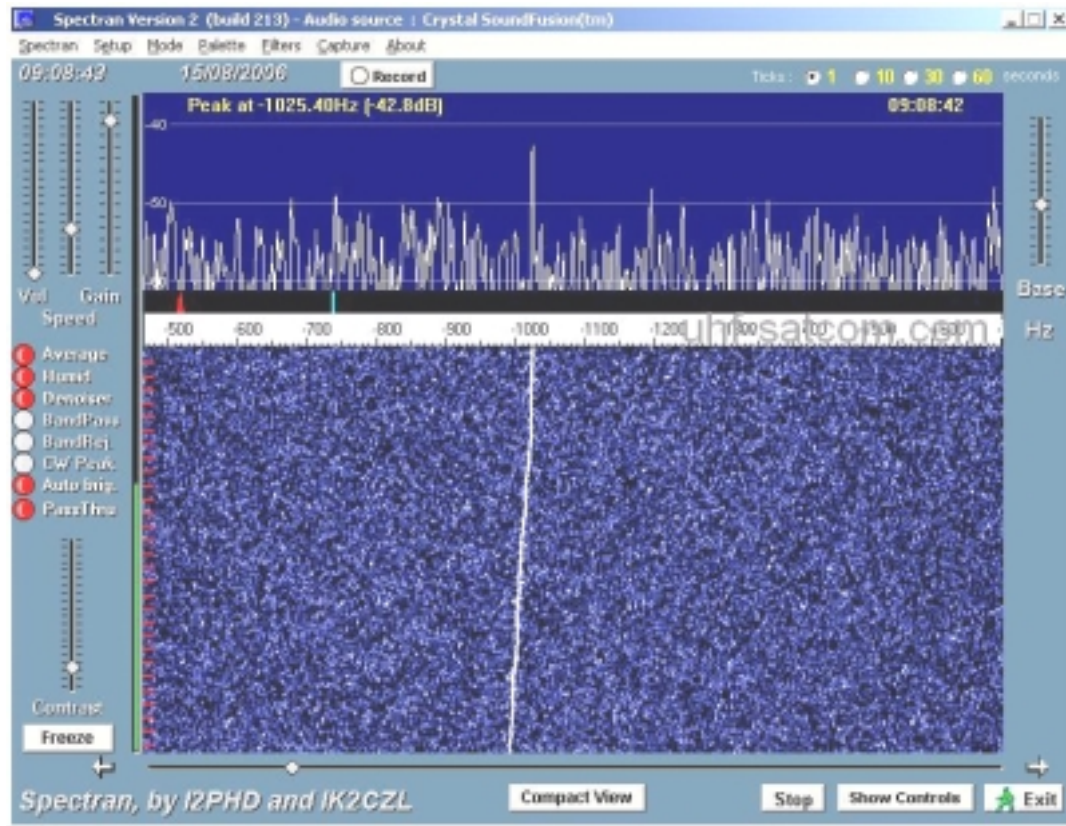 Spectran Version 2 (build 213) - Audio source : Crystal SoundFusion(tm)
Spectran Setup Mode Palette Filters Capture About
09:08:43 15/08/2006 Record Ticks : 1 10 30 60 seconds
Peak at -1025.40Hz (-42.8dB) 09:08:42
-40
-50
Vol Gain
Speed
Base
-500 -600 -700 -800 -900 -1000 -1100 -1200
Hz
uhf-satcom.com
Average
Humid
Denoiser
BandPass
BandRej.
CW Peak
PassThru
Contrast
Freeze
Spectran, by I2PHD and IK2CZL
Compact View Stop Show Controls Exit